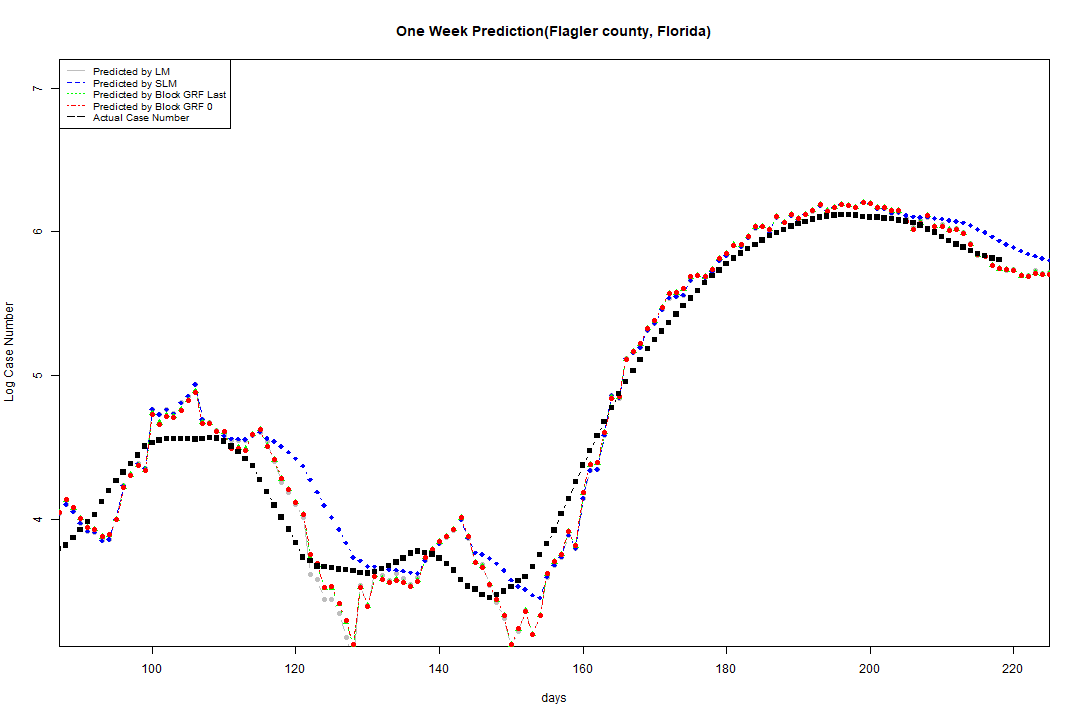 One Week Prediction(Flagler county, Florida)
Predicted by LM
Predicted by SLM
Predicted by Block GRF Last
Predicted by Block GRF 0
Actual Case Number
7
6
5
4
Log Case Number
100 120 140 160 180 200 220
days